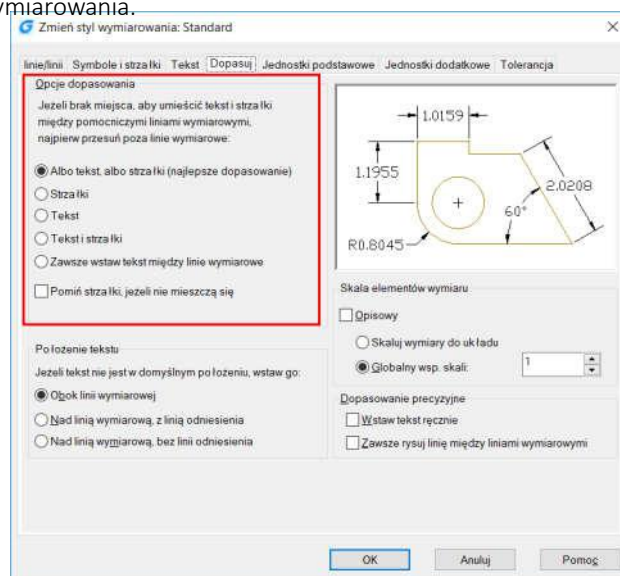 ymiarowania.
Zmień styl wymiarowania: Standard
linie/linii Symbole i strzałki Tekst Dopasuj Jednostki podstawowe Jednostki dodatkowe Tolerancja
Opcje dopasowania
Jeżeli brak miejsca, aby umieścić tekst i strzałki
między pomocniczymi liniami wymiarowymi,
najpierw przesuń poza linie wymiarowe:
Albo tekst, albo strzałki (najlepsze dopasowanie)
Strzałki
Tekst
Tekst i strzałki
Zawsze wstaw tekst między linie wymiarowe
Pomiń strzałki, jeżeli nie mieszczą się
Położenie tekstu
Jeżeli tekst nie jest w domyślnym położeniu, wstaw go:
Obok linii wymiarowej
Nad linią wymiarową, z linią odniesienia
Nad linią wymiarową, bez linii odniesienia
1.0159
1.1955
2.0208
60°
R0.8045
Skala elementów wymiaru
Opisowy
Skaluj wymiary do układu
Globalny wsp. skali: 1
Dopasowanie precyzyjne
Wstaw tekst ręcznie
Zawsze rysuj linię między liniami wymiarowymi
OK Anuluj Pomoc